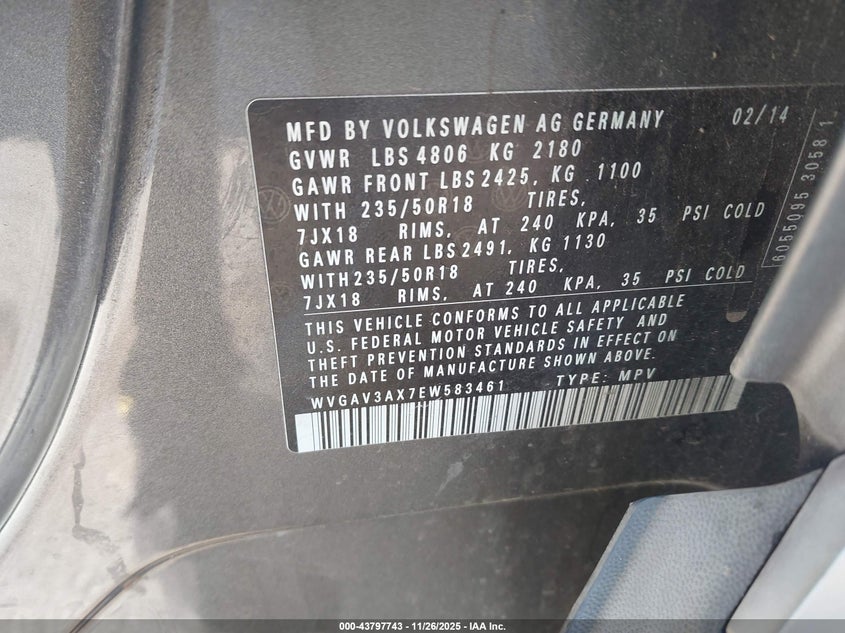 MFD BY VOLKSWAGEN AG GERMANY 02/14
GVWR LBS 4806 KG 2180
GAWR FRONT LBS 2425, KG 1100
WITH 235/50R18 TIRES,
7JX18 RIMS, AT 240 KPA, 35 PSI COLD
GAWR REAR LBS 2491, KG 1130
WITH 235/50R18 TIRES,
7JX18 RIMS, AT 240 KPA, 35 PSI COLD
THIS VEHICLE CONFORMS TO ALL APPLICABLE
U.S. FEDERAL MOTOR VEHICLE SAFETY AND
THEFT PREVENTION STANDARDS IN EFFECT ON
THE DATE OF MANUFACTURE SHOWN ABOVE.
WVGAV3AX7EW583461 TYPE: MPV
6055095 3058 1
000-43797743 | 11/26/2025 — IAA Inc.